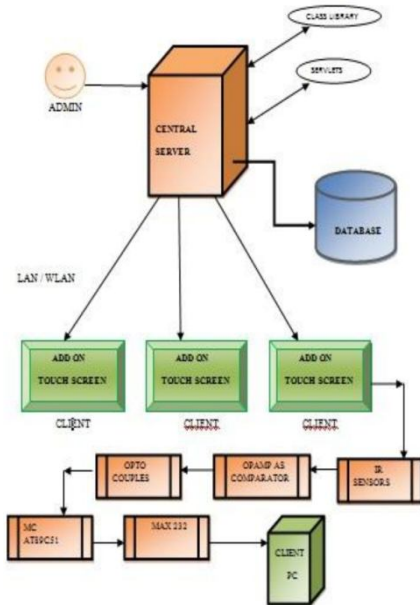 CLASS LIBRARY
SERVLETS
ADMIN
CENTRAL
SERVER
DATABASE
LAN / WLAN
ADD ON
TOUCH SCREEN
ADD ON
TOUCH SCREEN
ADD ON
TOUCH SCREEN
CLIENT
CLIENT
CLIENT
OPTO
COUPLES
OPAMP AS
COMPARATOR
IR
SENSORS
MC
AT89C51
MAX 232
CLIENT
PC